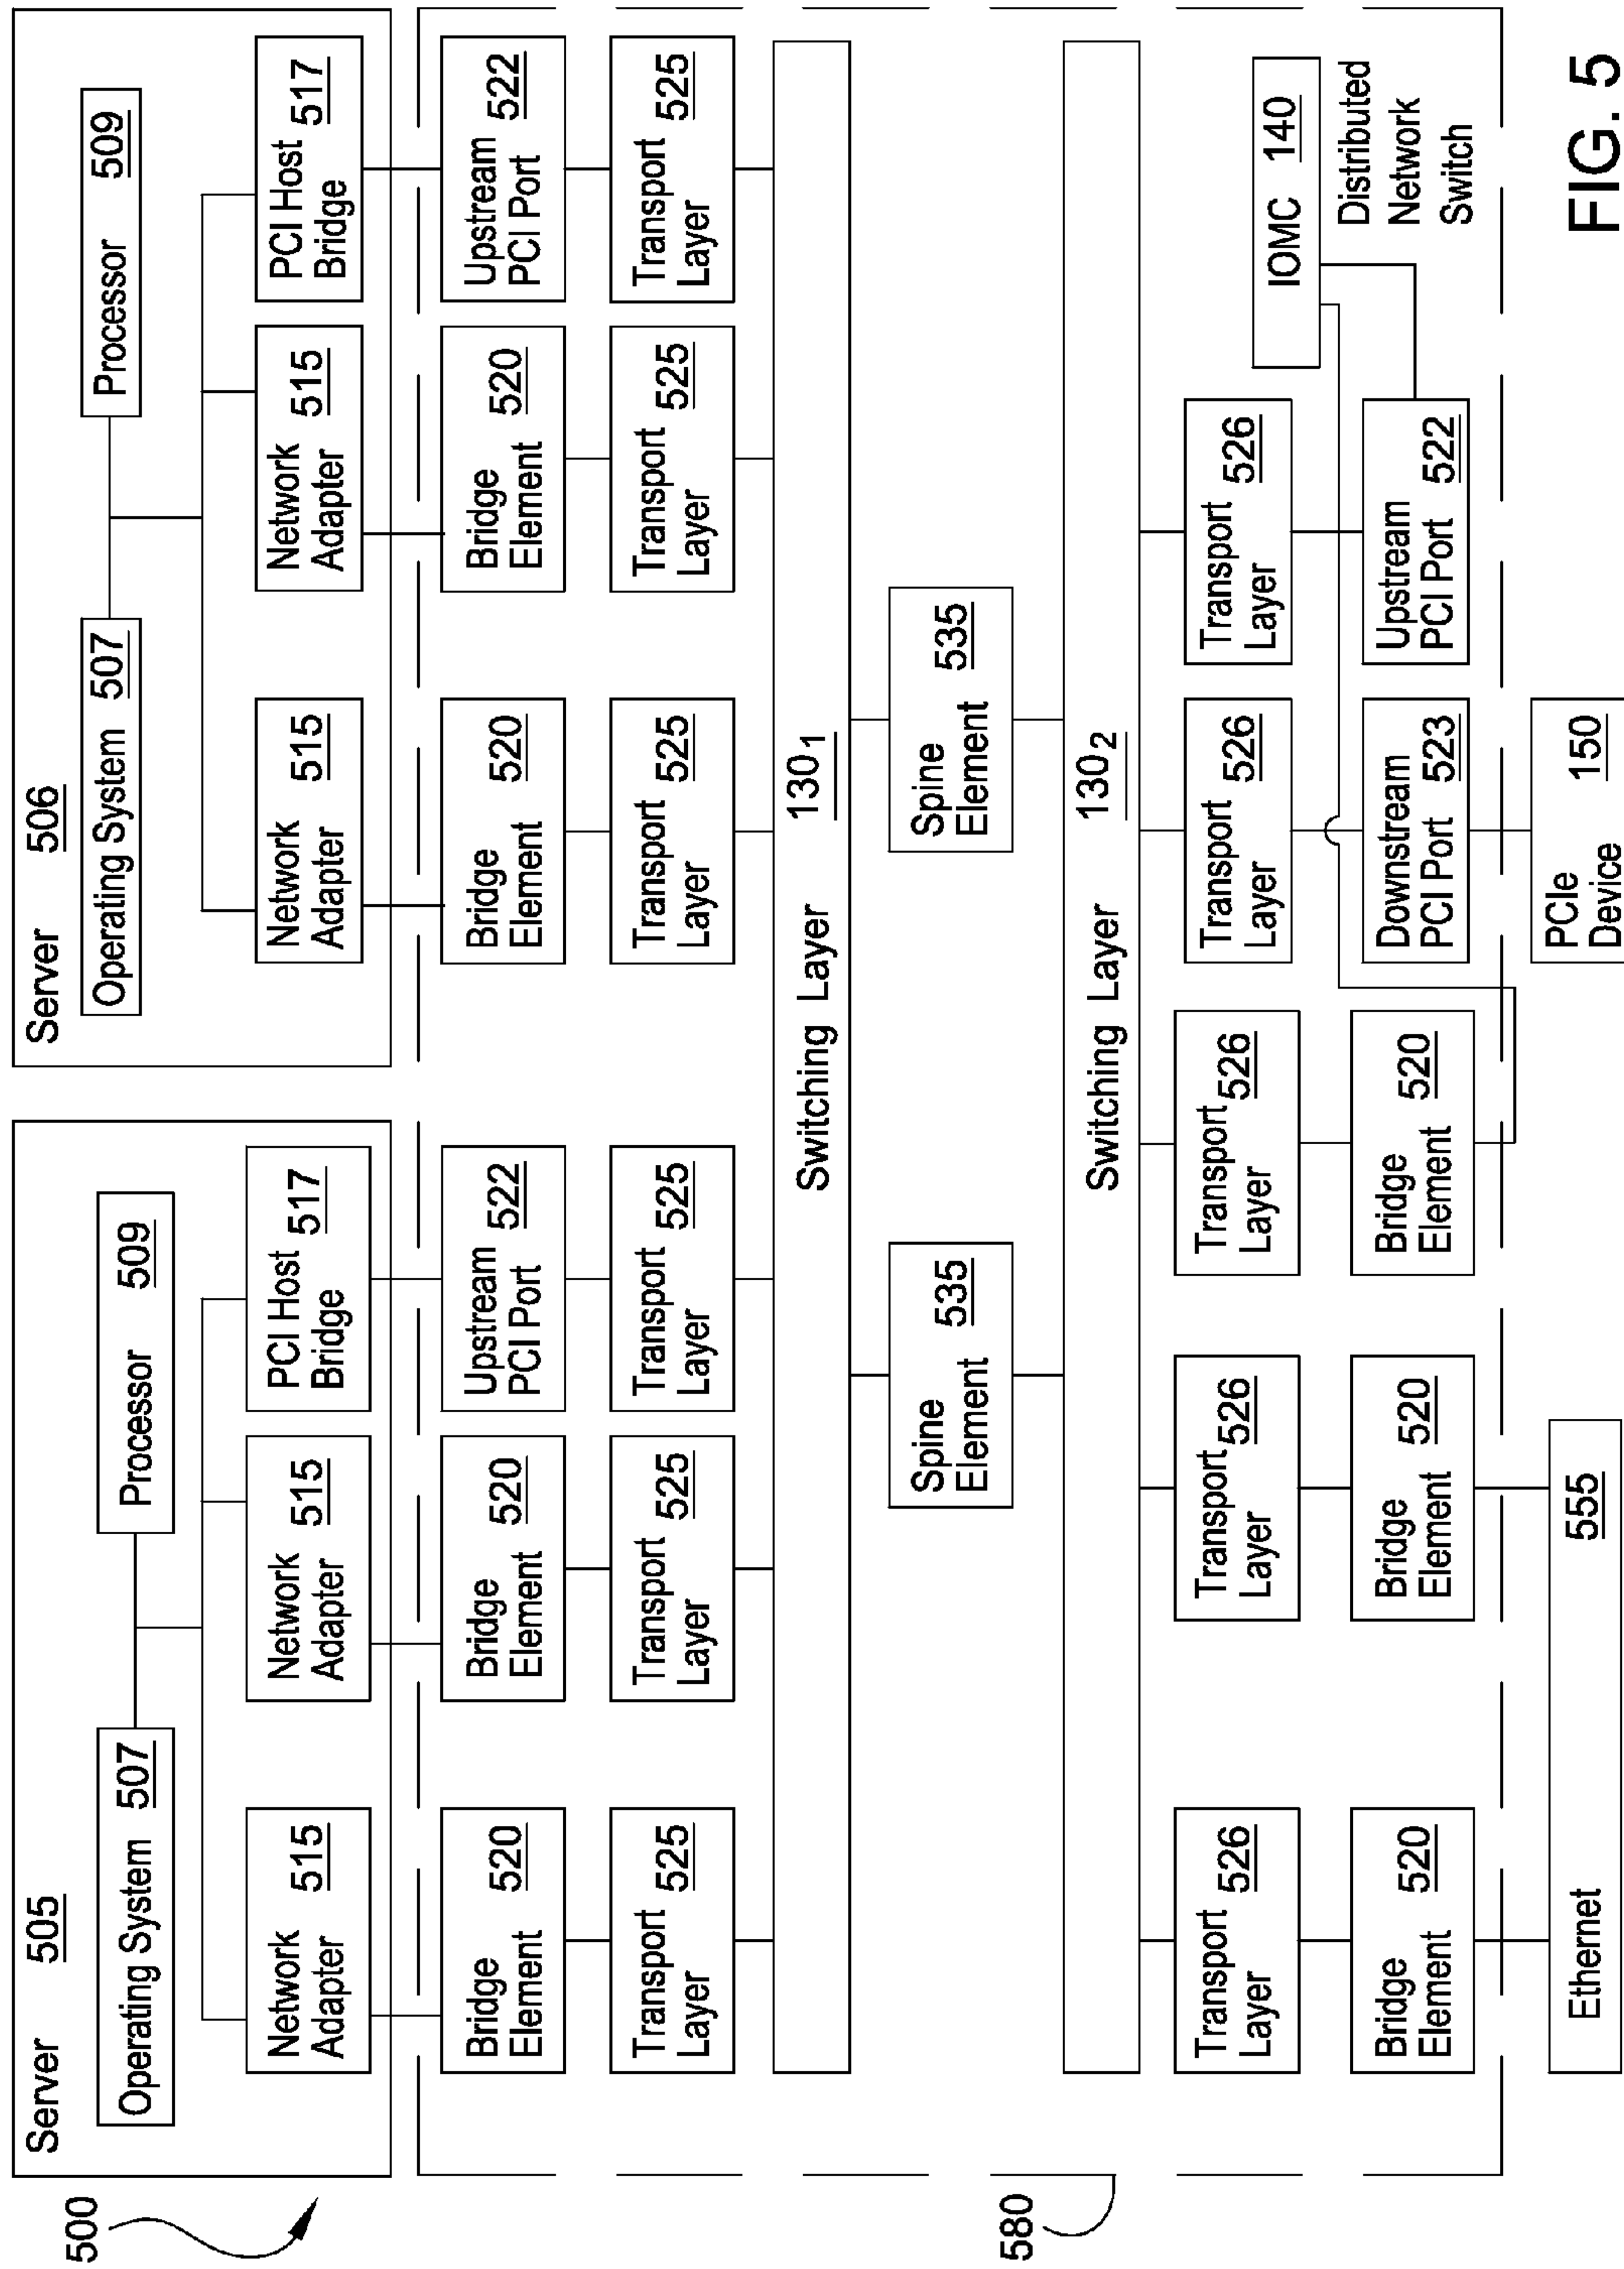 500
Server 505
Operating System 507
Processor 509
Network
Adapter 515
Network
Adapter 515
PCI Host
Bridge 517
Server 506
Operating System 507
Processor 509
Network
Adapter 515
Network
Adapter 515
PCI Host
Bridge 517
Bridge
Element 520
Bridge
Element 520
Upstream
PCI Port 522
Bridge
Element 520
Bridge
Element 520
Upstream
PCI Port 522
Transport
Layer 525
Transport
Layer 525
Transport
Layer 525
Transport
Layer 525
Transport
Layer 525
Transport
Layer 525
Switching Layer 130 1
Spine
Element 535
Spine
Element 535
580
Switching Layer 130 2
Transport
Layer 526
Transport
Layer 526
Transport
Layer 526
Transport
Layer 526
Transport
Layer 526
IOMC 140
Distributed
Network
Switch
Bridge
Element 520
Bridge
Element 520
Bridge
Element 520
Downstream
PCI Port 523
Upstream
PCI Port 522
Ethernet 555
PCIe
Device 150
FIG. 5